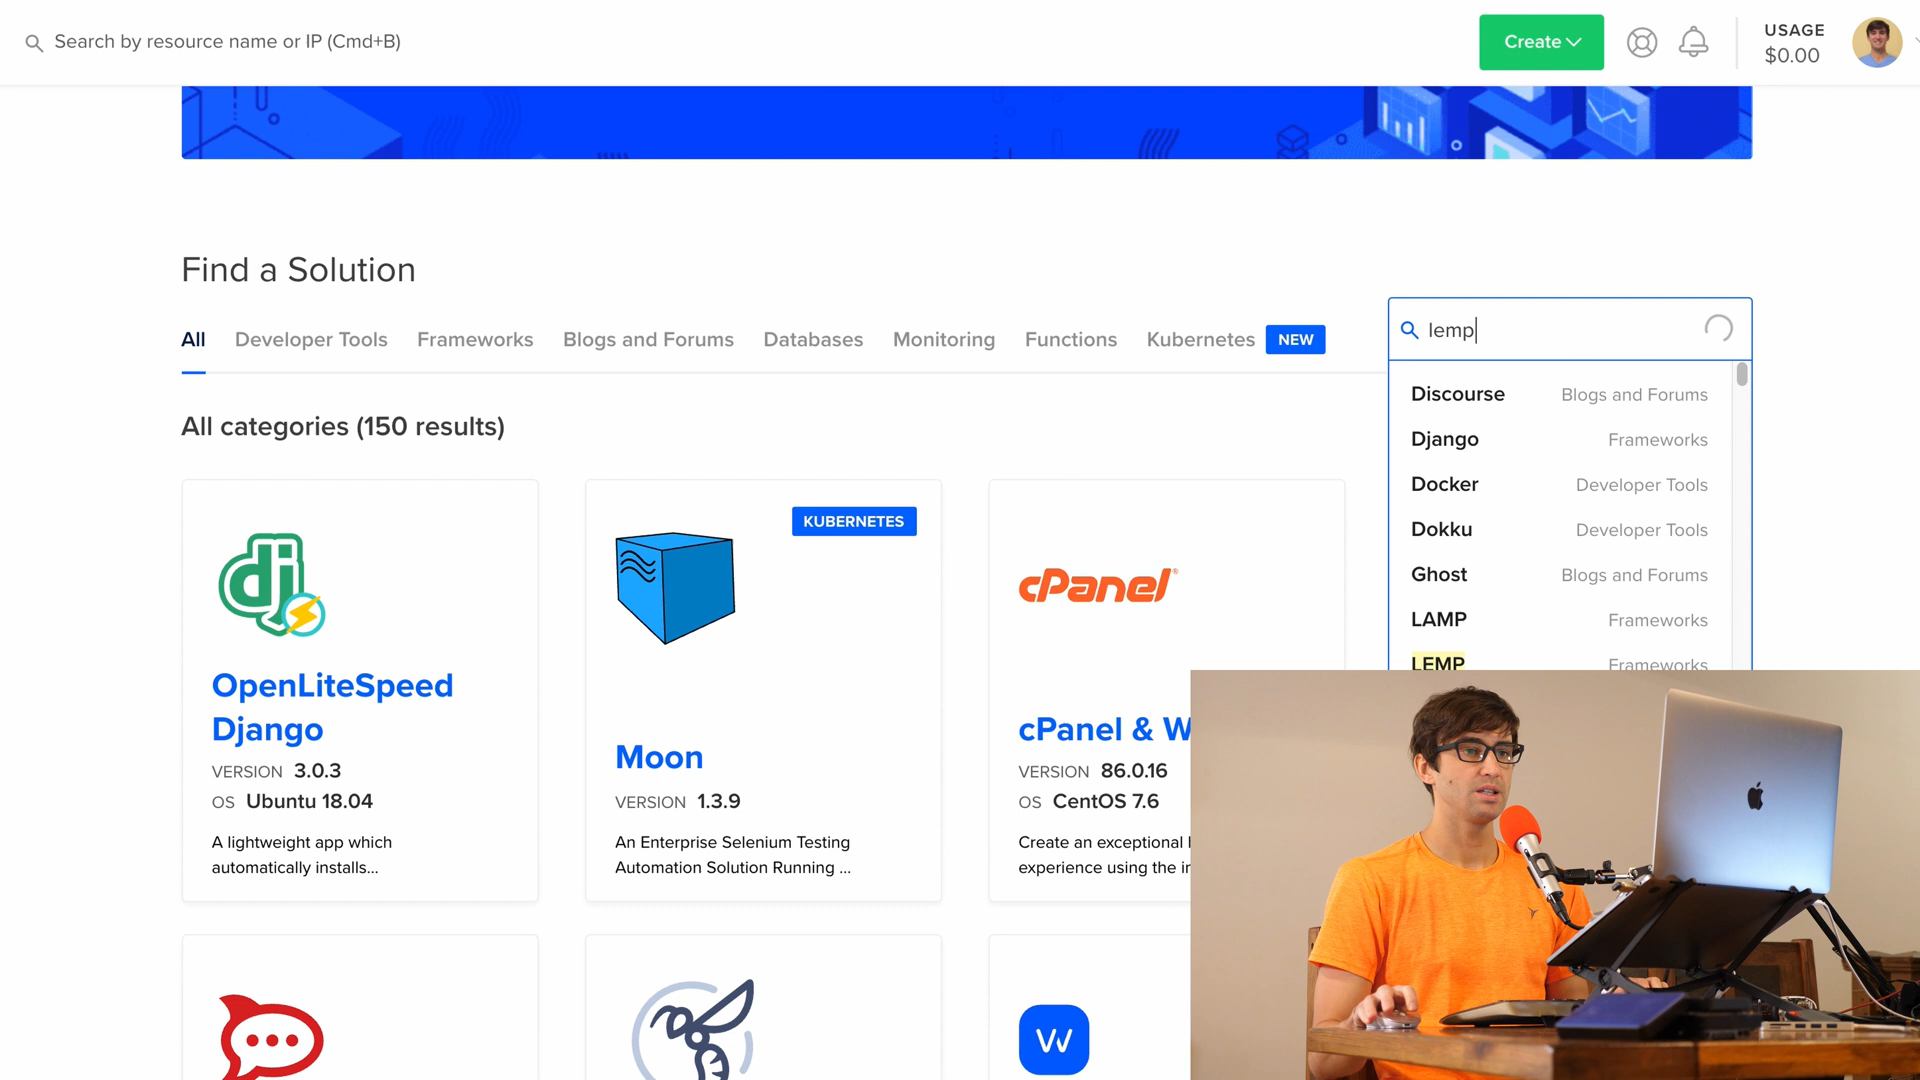 Search by resource name or IP (Cmd+B)
Create
USAGE
$0.00
Find a Solution
All
Developer Tools
Frameworks
Blogs and Forums
Databases
Monitoring
Functions
Kubernetes
NEW
lemp
Discourse Blogs and Forums
Django Frameworks
Docker Developer Tools
Dokku Developer Tools
Ghost Blogs and Forums
LAMP Frameworks
LEMP Frameworks
All categories (150 results)
OpenLiteSpeed
Django
VERSION 3.0.3
OS Ubuntu 18.04
A lightweight app which
automatically installs...
KUBERNETES
Moon
VERSION 1.3.9
An Enterprise Selenium Testing
Automation Solution Running ...
cPanel
cPanel & W
VERSION 86.0.16
OS CentOS 7.6
Create an exceptional
experience using the